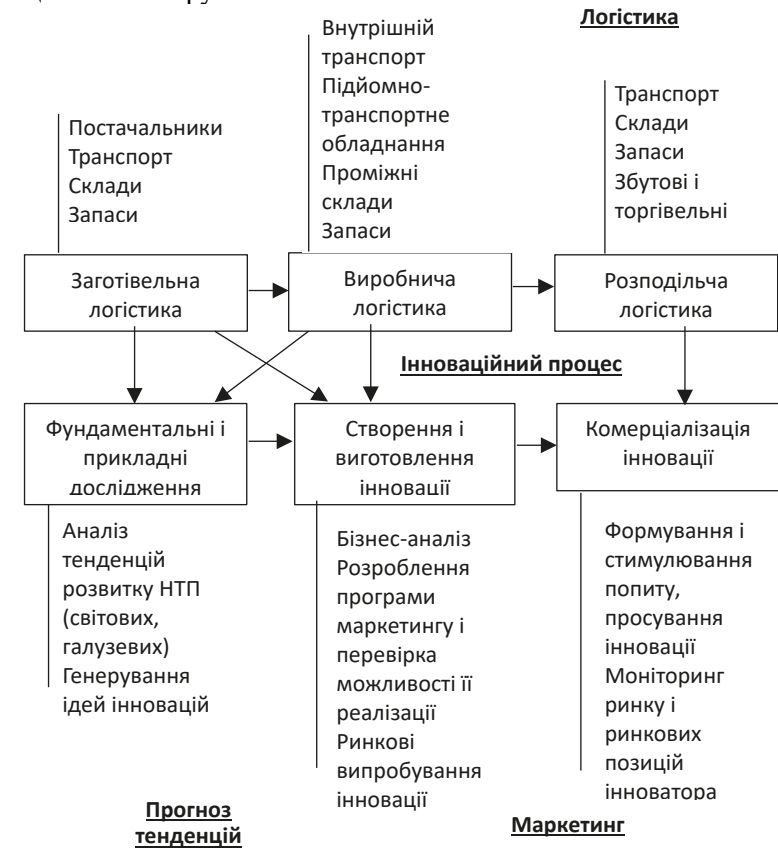 Логістика
Внутрішній
транспорт
Підйомно-
транспортне
обладнання
Проміжні
склади
Запаси
Постачальники
Транспорт
Склади
Запаси
Транспорт
Склади
Запаси
Збутові і
торгівельні
Заготівельна
логістика
Виробнича
логістика
Розподільча
логістика
Інноваційний процес
Фундаментальні і
прикладні
дослідження
Створення і
виготовлення
інновації
Комерціалізація
інновації
Аналіз
тенденцій
розвитку НТП
(світових,
галузевих)
Генерування
ідей інновацій
Бізнес-аналіз
Розроблення
програми
маркетингу і
перевірка
можливості її
реалізації
Ринкові
випробування
інновації
Формування і
стимулювання
попиту,
просування
інновації
Моніторинг
ринку і
ринкових
позицій
інноватора
Прогноз
тенденцій
Маркетинг